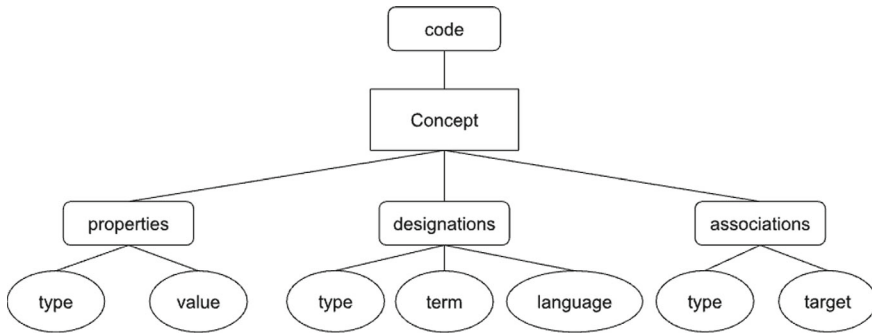 code
Concept
properties
designations
associations
type
value
type
term
language
type
target